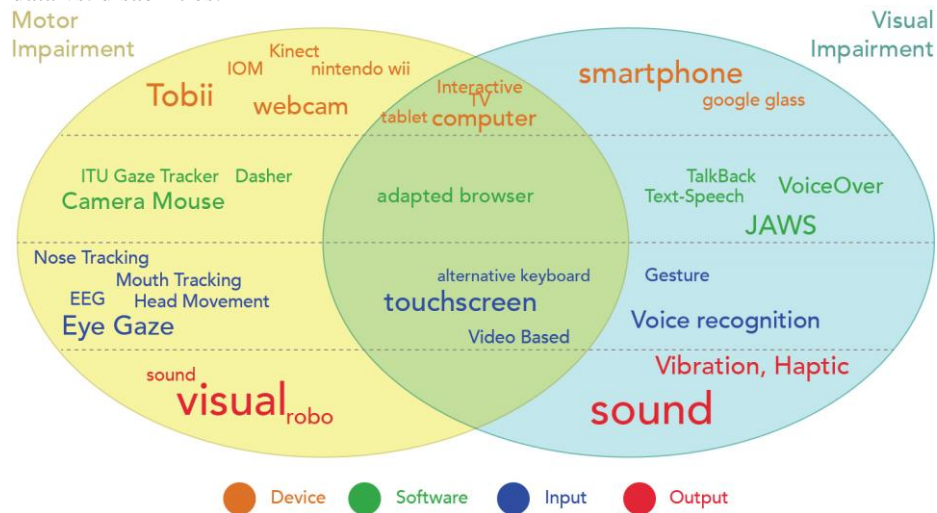 Motor
Impairment
Visual
Impairment
Kinect
IOM
nintendo wii
Tobii
webcam
Interactive
TV
tablet
computer
smartphone
google glass
ITU Gaze Tracker
Dasher
Camera Mouse
adapted browser
TalkBack
Text-Speech
VoiceOver
JAWS
Nose Tracking
Mouth Tracking
EEG
Head Movement
Eye Gaze
alternative keyboard
touchscreen
Video Based
Gesture
Voice recognition
sound
visual
robo
Vibration, Haptic
sound
Device
Software
Input
Output